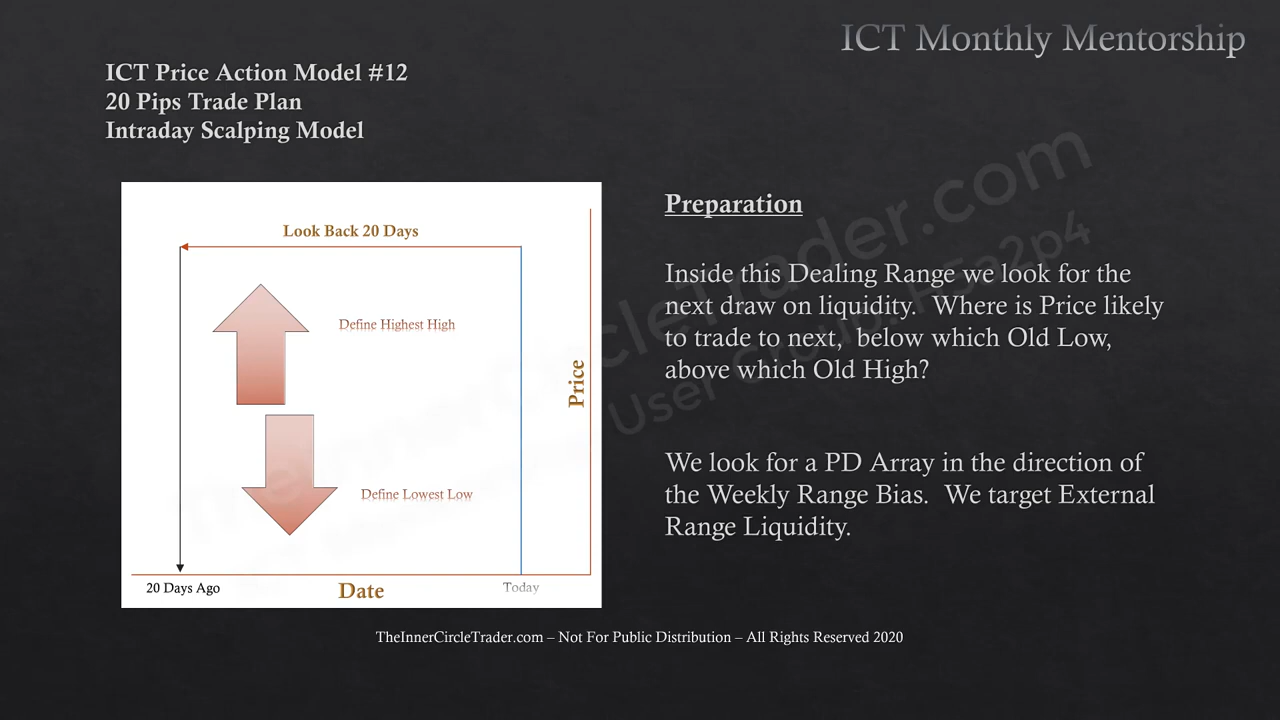 ICT Monthly Mentorship
ICT Price Action Model #12
20 Pips Trade Plan
Intraday Scalping Model
Look Back 20 Days
Define Highest High
Price
Define Lowest Low
20 Days Ago
Date
Today
Preparation
Inside this Dealing Range we look for the
next draw on liquidity.  Where is Price likely
to trade to next,  below which Old Low,
above which Old High?
We look for a PD Array in the direction of
the Weekly Range Bias.  We target External
Range Liquidity.
TheInnerCircleTrader.com – Not For Public Distribution – All Rights Reserved 2020
TheInnerCircleTrader.com